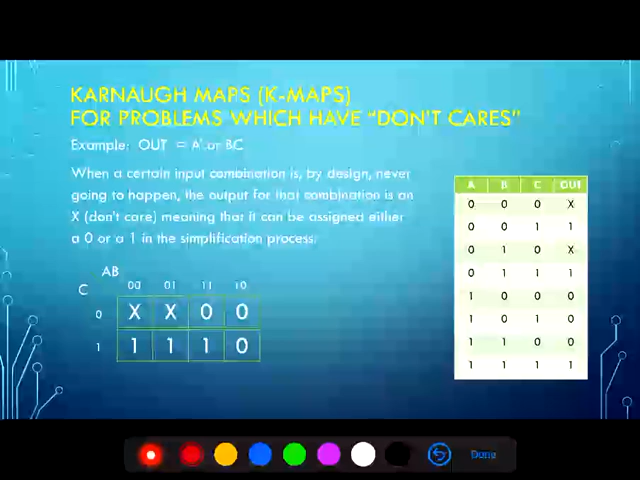 KARNAUGH MAPS (K-MAPS)
FOR PROBLEMS WHICH HAVE "DON'T CARES"
Example: OUT = A' or BC
When a certain input combination is, by design, never
going to happen, the output for that combination is an
X (don't care) meaning that it can be assigned either
a 0 or a 1 in the simplification process.
A B C OUT
0 0 0 X
0 0 1 1
0 1 0 X
0 1 1 1
1 0 0 0
1 0 1 0
1 1 0 0
1 1 1 1
AB
C 00 01 11 10
0 X X 0 0
1 1 1 1 0
Done